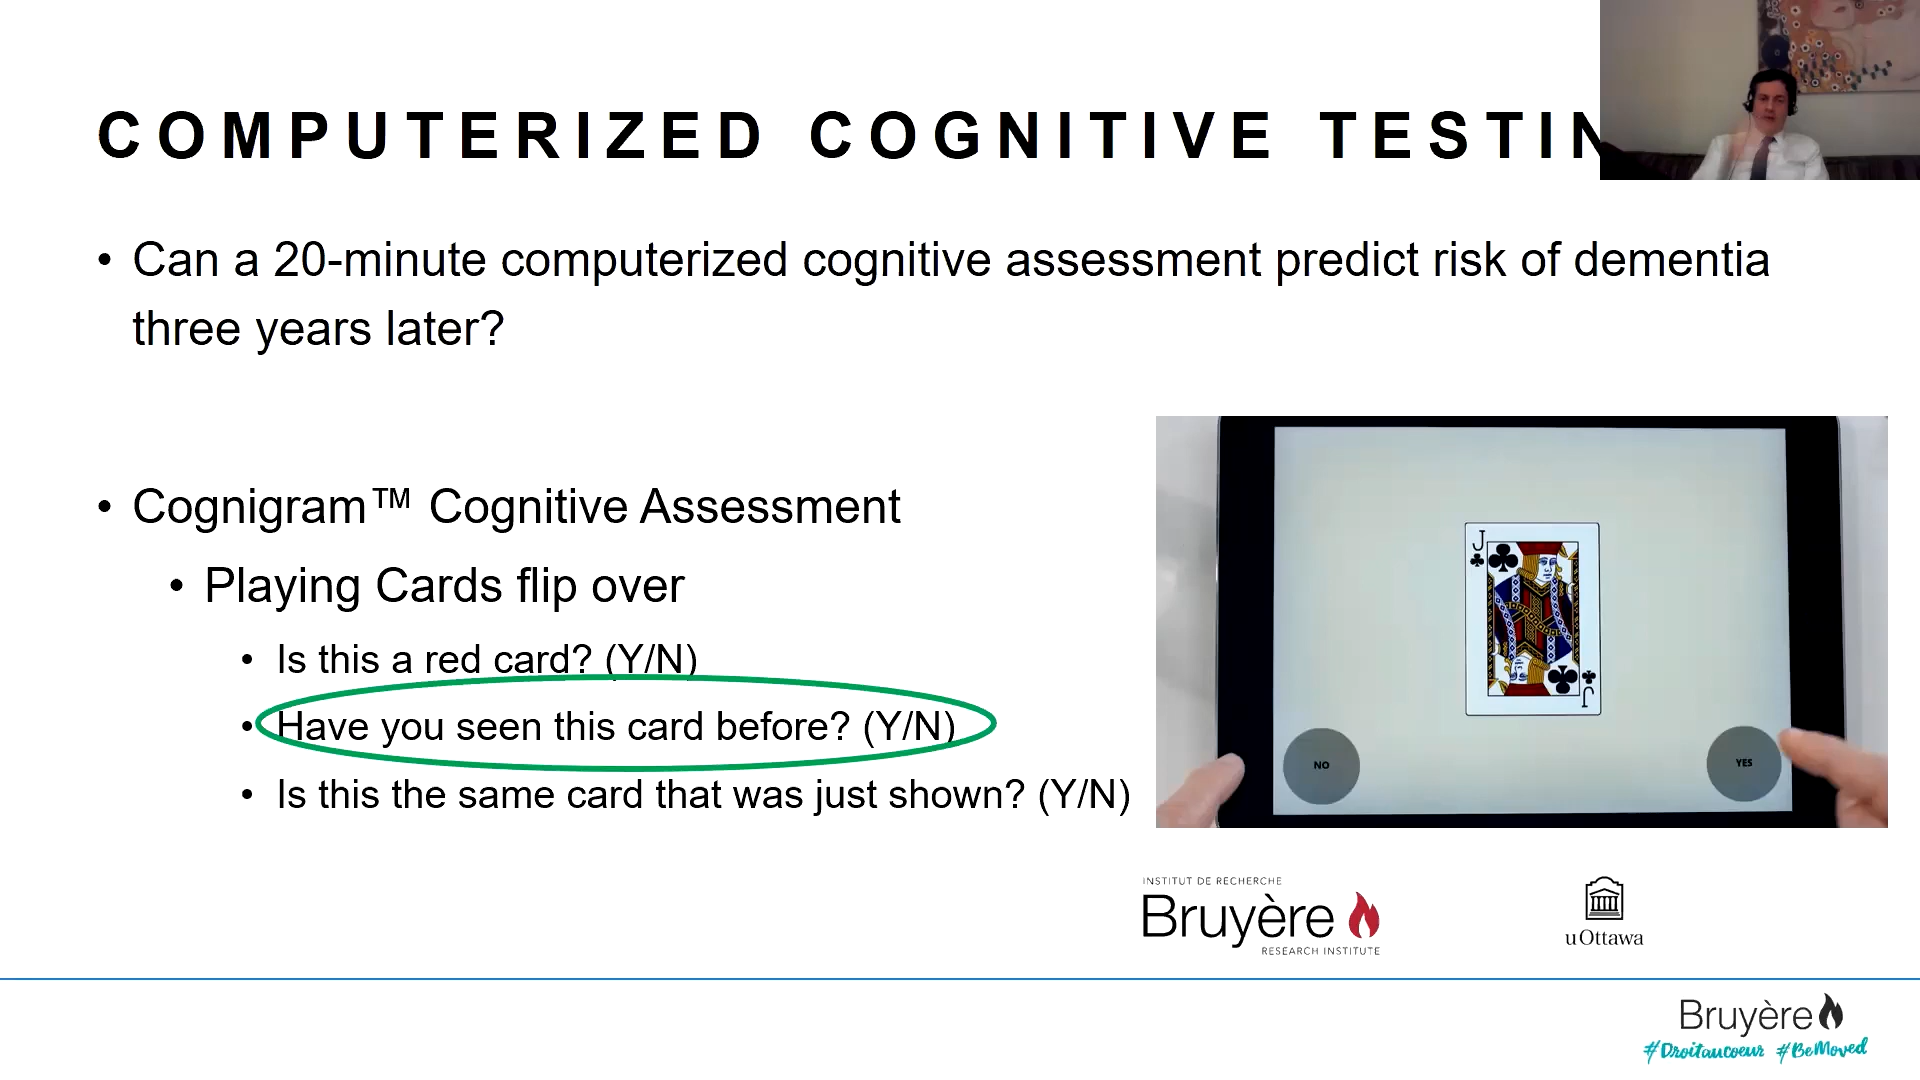 COMPUTERIZED COGNITIVE TESTIN
• Can a 20-minute computerized cognitive assessment predict risk of dementia
three years later?
• Cognigram™ Cognitive Assessment
• Playing Cards flip over
• Is this a red card? (Y/N)
• Have you seen this card before? (Y/N)
• Is this the same card that was just shown? (Y/N)
J
J
NO
YES
INSTITUT DE RECHERCHE
Bruyère
RESEARCH INSTITUTE
uOttawa
Bruyère
#Droitaucoeur #BeMoved